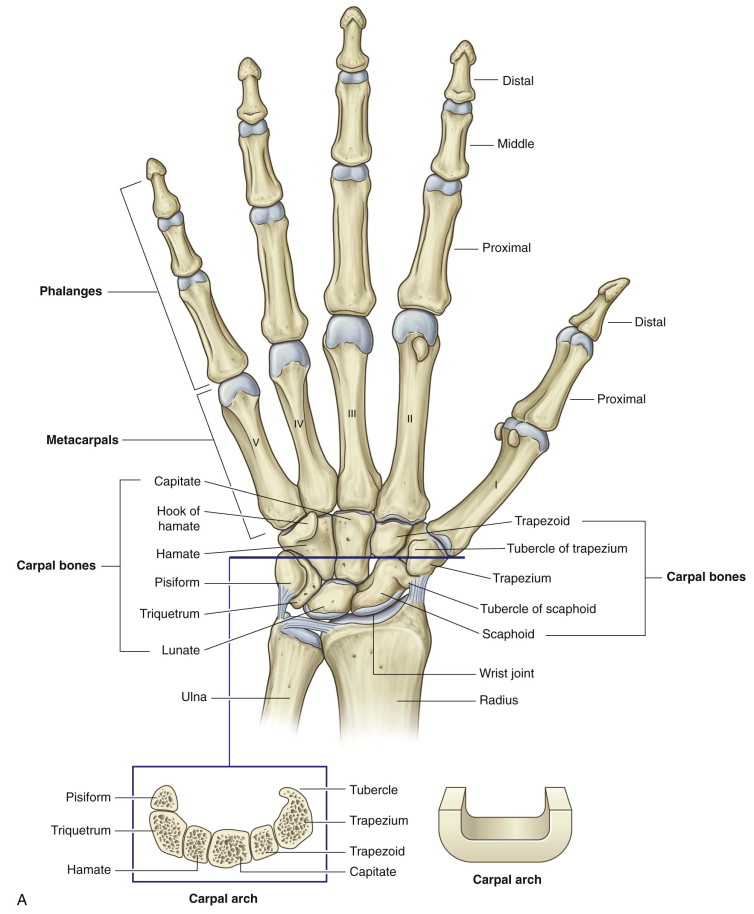 Distal
Middle
Proximal
Phalanges
Distal
Proximal
Metacarpals
V
IV
III
II
I
Capitate
Hook of
hamate
Hamate
Carpal bones
Pisiform
Triquetrum
Lunate
Ulna
Trapezoid
Tubercle of trapezium
Trapezium
Carpal bones
Tubercle of scaphoid
Scaphoid
Wrist joint
Radius
Pisiform
Triquetrum
Hamate
Tubercle
Trapezium
Trapezoid
Capitate
Carpal arch
Carpal arch
A